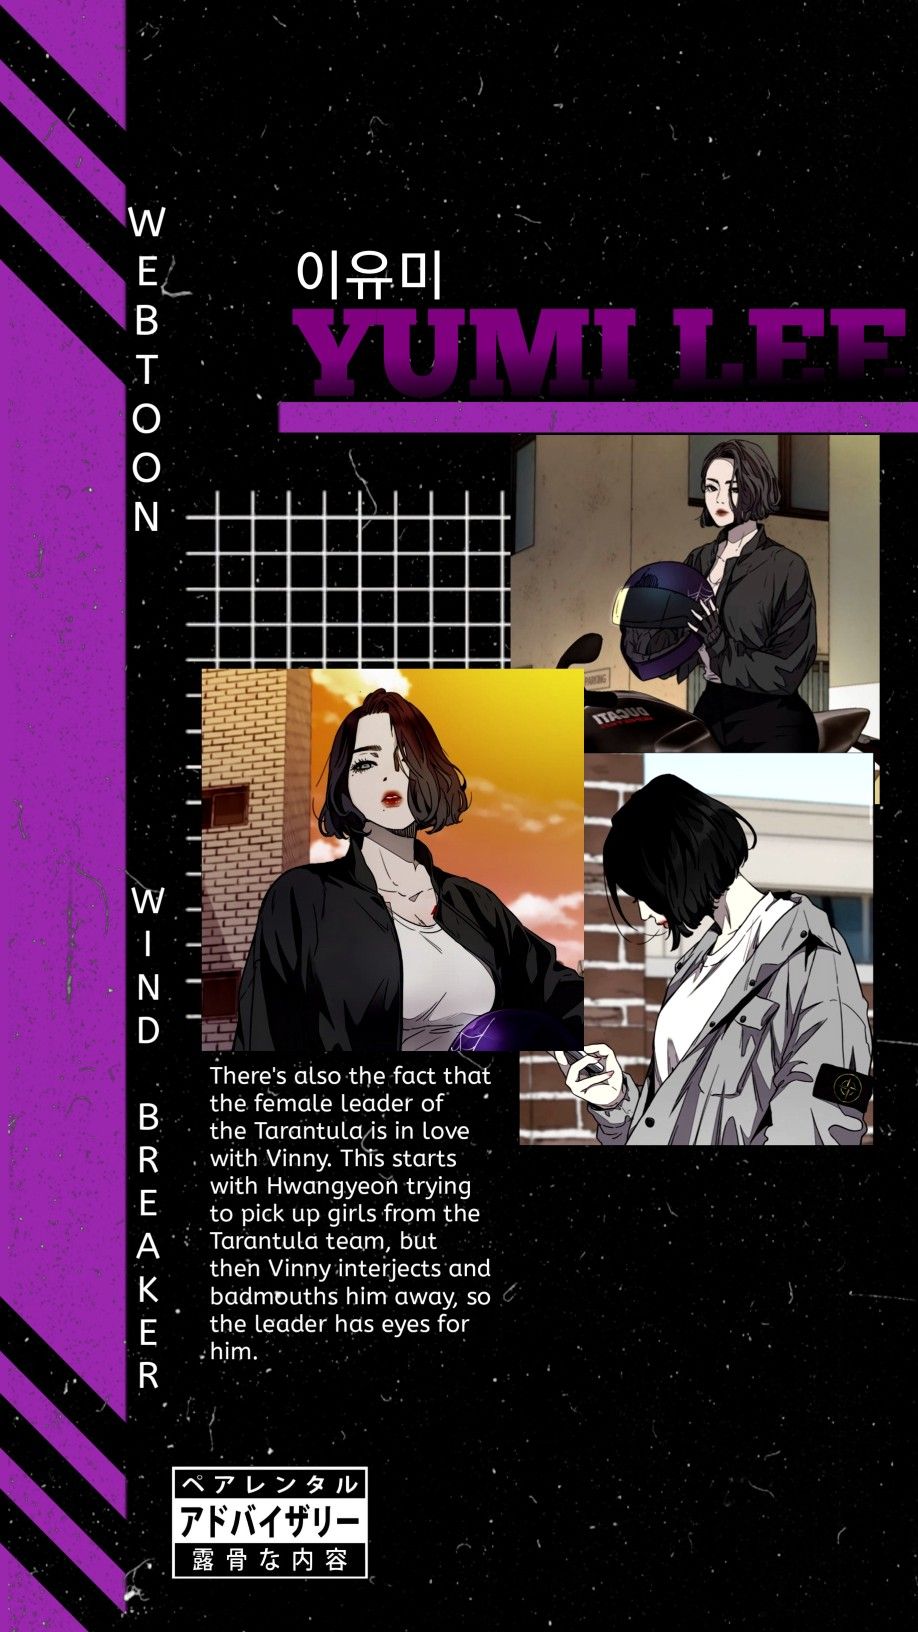 WEBTOON
이유미
YUMI LEE
PARKING
DUCATI
There's also the fact that
the female leader of
the Tarantula is in love
with Vinny. This starts
with Hwangyeon trying
to pick up girls from the
Tarantula team, but
then Vinny interjects and
badmouths him away, so
the leader has eyes for
him.
WIND BREAKER
ペアレンタル
アドバイザリー
露骨な内容